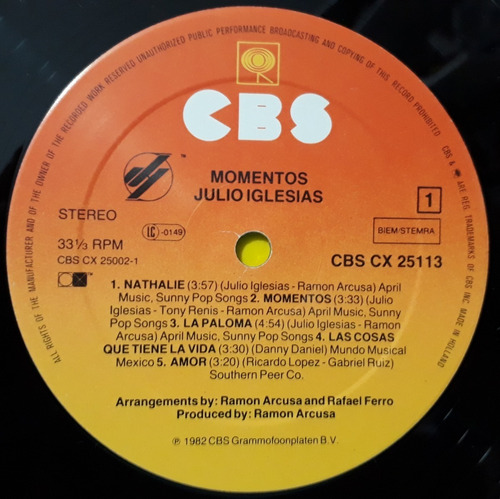 ALL RIGHTS OF THE MANUFACTURER AND OF THE OWNER OF THE RECORDED WORK RESERVED UNAUTHORIZED PUBLIC PERFORMANCE BROADCASTING AND COPYING OF THIS RECORD PROHIBITED
CBS & ARE REG. TRADEMARKS OF CBS INC. MADE IN HOLLAND
CBS
MOMENTOS
JULIO IGLESIAS
1
STEREO
LC -0149
BIEM/STEMRA
33⅓ RPM
CBS CX 25002-1
CBS CX 25113
1. NATHALIE (3:57) (Julio Iglesias - Ramon Arcusa) April
Music, Sunny Pop Songs 2. MOMENTOS (3:33) (Julio
Iglesias - Tony Renis - Ramon Arcusa) April Music, Sunny
Pop Songs 3. LA PALOMA (4:54) (Julio Iglesias - Ramon
Arcusa) April Music, Sunny Pop Songs 4. LAS COSAS
QUE TIENE LA VIDA (3:30) (Danny Daniel) Mundo Musical
Mexico 5. AMOR (3:20) (Ricardo Lopez - Gabriel Ruiz)
Southern Peer Co.
Arrangements by: Ramon Arcusa and Rafael Ferro
Produced by: Ramon Arcusa
℗ 1982 CBS Grammofoonplaten B.V.